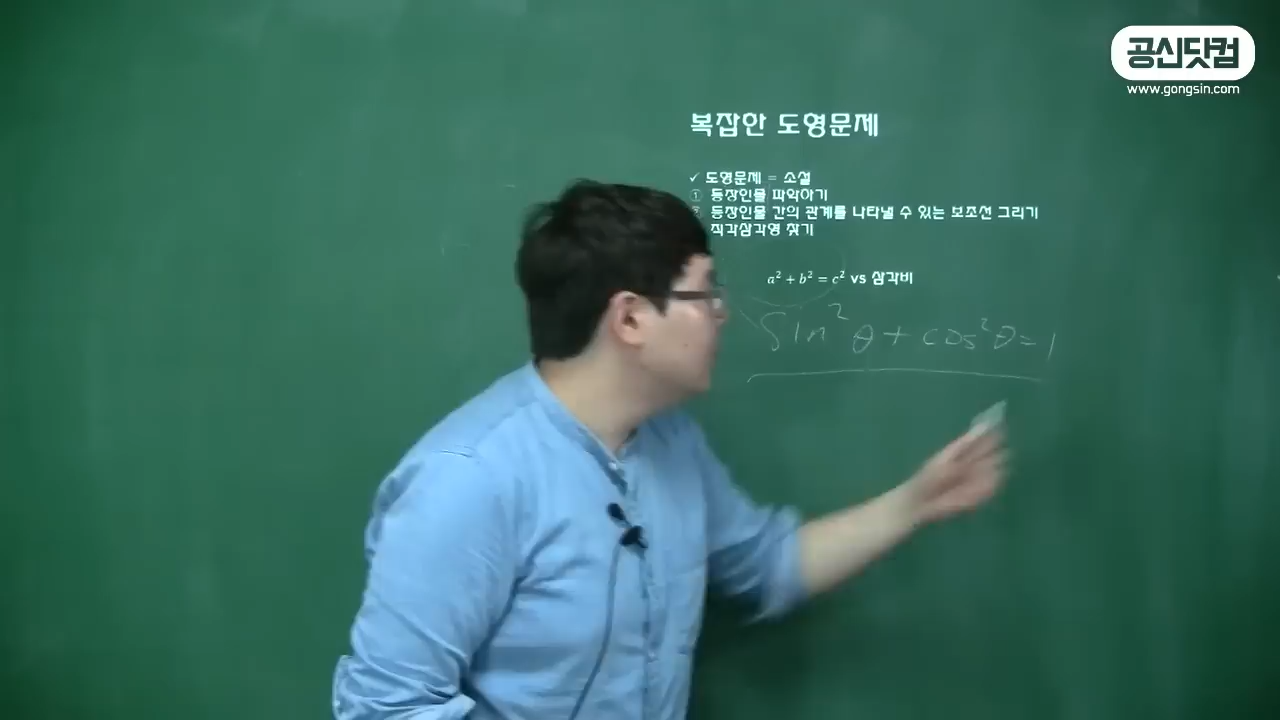 공신닷컴
www.gongsin.com
복잡한 도형문제
✓ 도형문제 = 소설
① 등장인물 파악하기
등장인물 간의 관계를 나타낼 수 있는 보조선 그리기
직각삼각형 찾기
a² + b² = c² vs 삼각비
sin²θ + cos²θ = 1